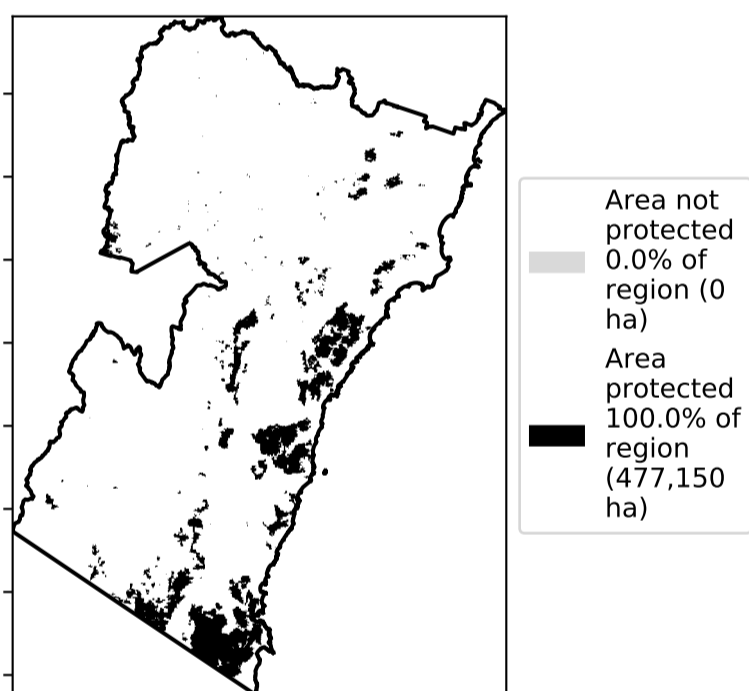 Area not
protected
0.0% of
region (0
ha)
Area
protected
100.0% of
region
(477,150
ha)